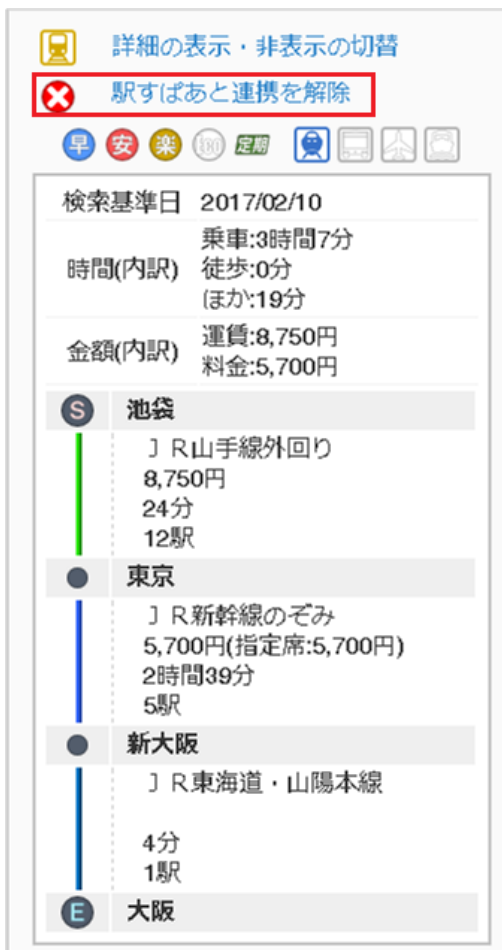 詳細の表示・非表示の切替
駅すぱあと連携を解除
早 安 楽 ECO 定期
検索基準日 2017/02/10
時間(内訳) 乗車:3時間7分
徒歩:0分
ほか:19分
金額(内訳) 運賃:8,750円
料金:5,700円
S 池袋
ＪＲ山手線外回り
8,750円
24分
12駅
東京
ＪＲ新幹線のぞみ
5,700円(指定席:5,700円)
2時間39分
5駅
新大阪
ＪＲ東海道・山陽本線
4分
1駅
E 大阪